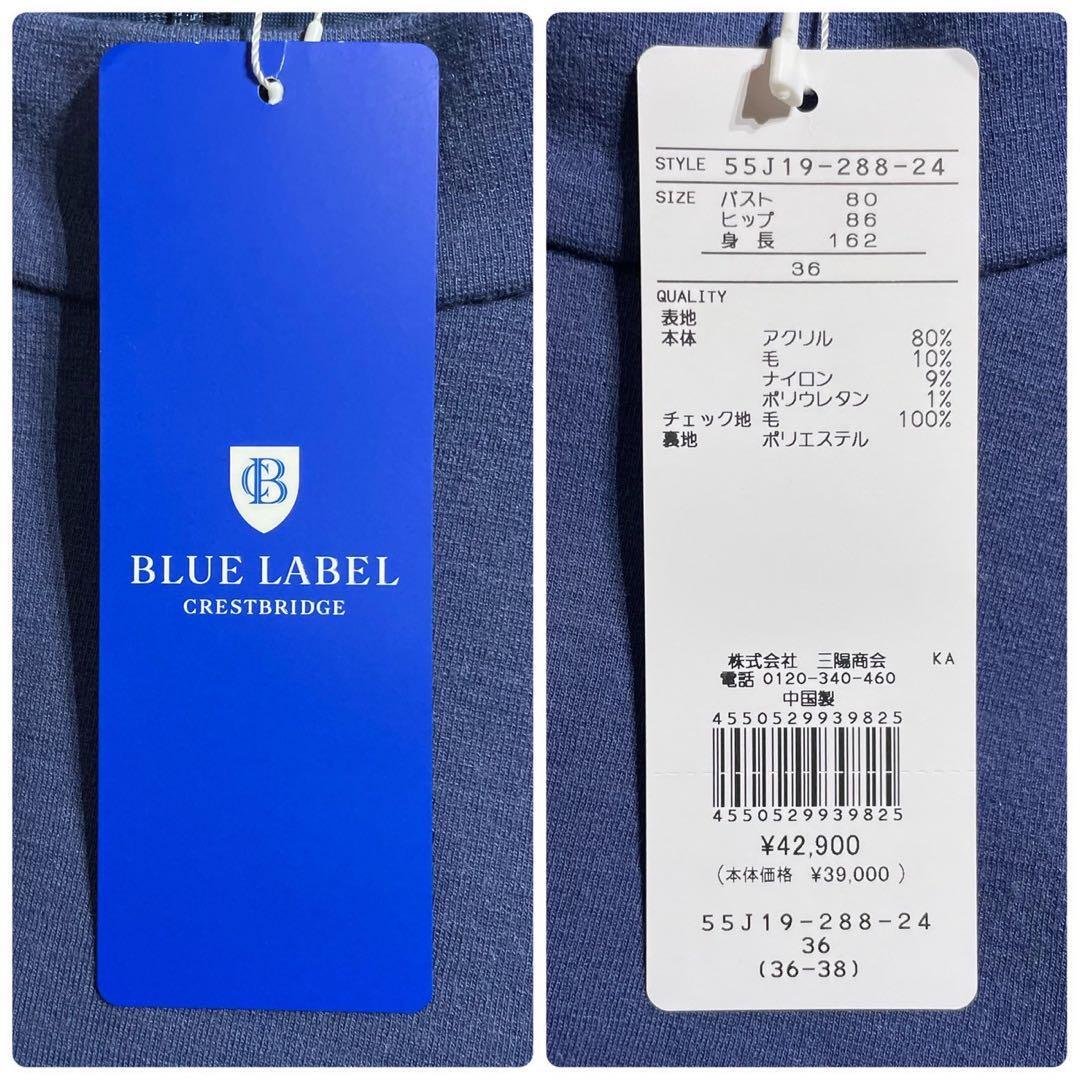 CB
BLUE LABEL
CRESTBRIDGE
STYLE 55J19-288-24
SIZE バスト 80
ヒップ 86
身長 162
36
QUALITY
表地
本体 アクリル 80%
毛 10%
ナイロン 9%
ポリウレタン 1%
チェック地 毛 100%
裏地 ポリエステル
株式会社 三陽商会 KA
電話 0120-340-460
中国製
4550529939825
4550529939825
¥42,900
(本体価格 ¥39,000 )
55J19-288-24
36
(36-38)